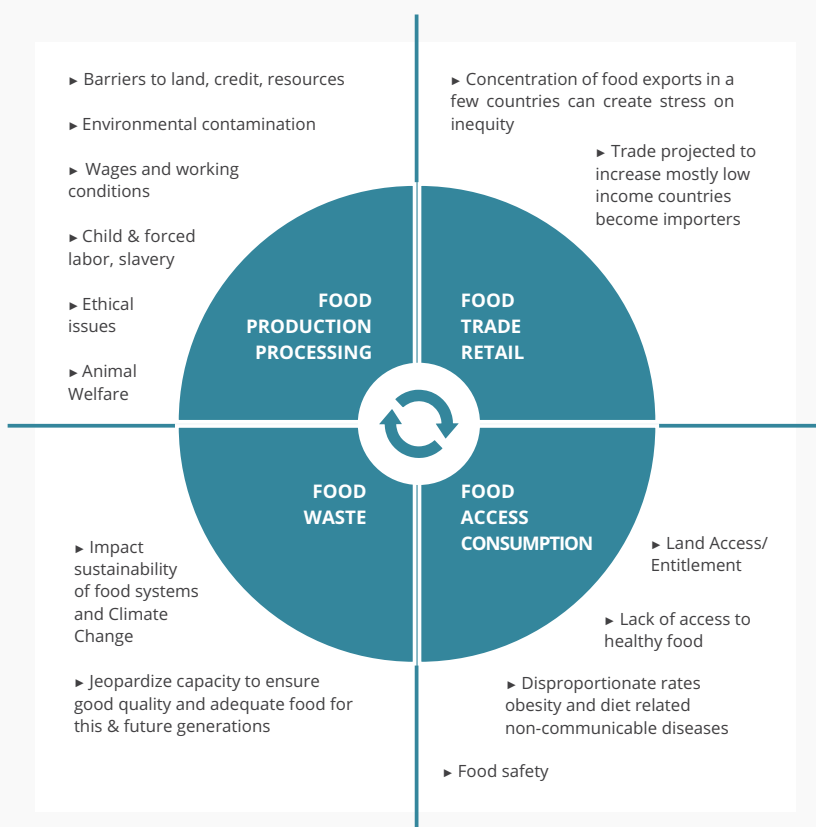 ► Barriers to land, credit, resources
► Environmental contamination
► Wages and working
conditions
► Child & forced
labor, slavery
► Ethical
issues
► Animal
Welfare
► Concentration of food exports in a
few countries can create stress on
inequity
► Trade projected to
increase mostly low
income countries
become importers
FOOD
PRODUCTION
PROCESSING
FOOD
TRADE
RETAIL
FOOD
WASTE
FOOD
ACCESS
CONSUMPTION
► Impact
sustainability
of food systems
and Climate
Change
► Jeopardize capacity to ensure
good quality and adequate food for
this & future generations
► Land Access/
Entitlement
► Lack of access to
healthy food
► Disproportionate rates
obesity and diet related
non-communicable diseases
► Food safety